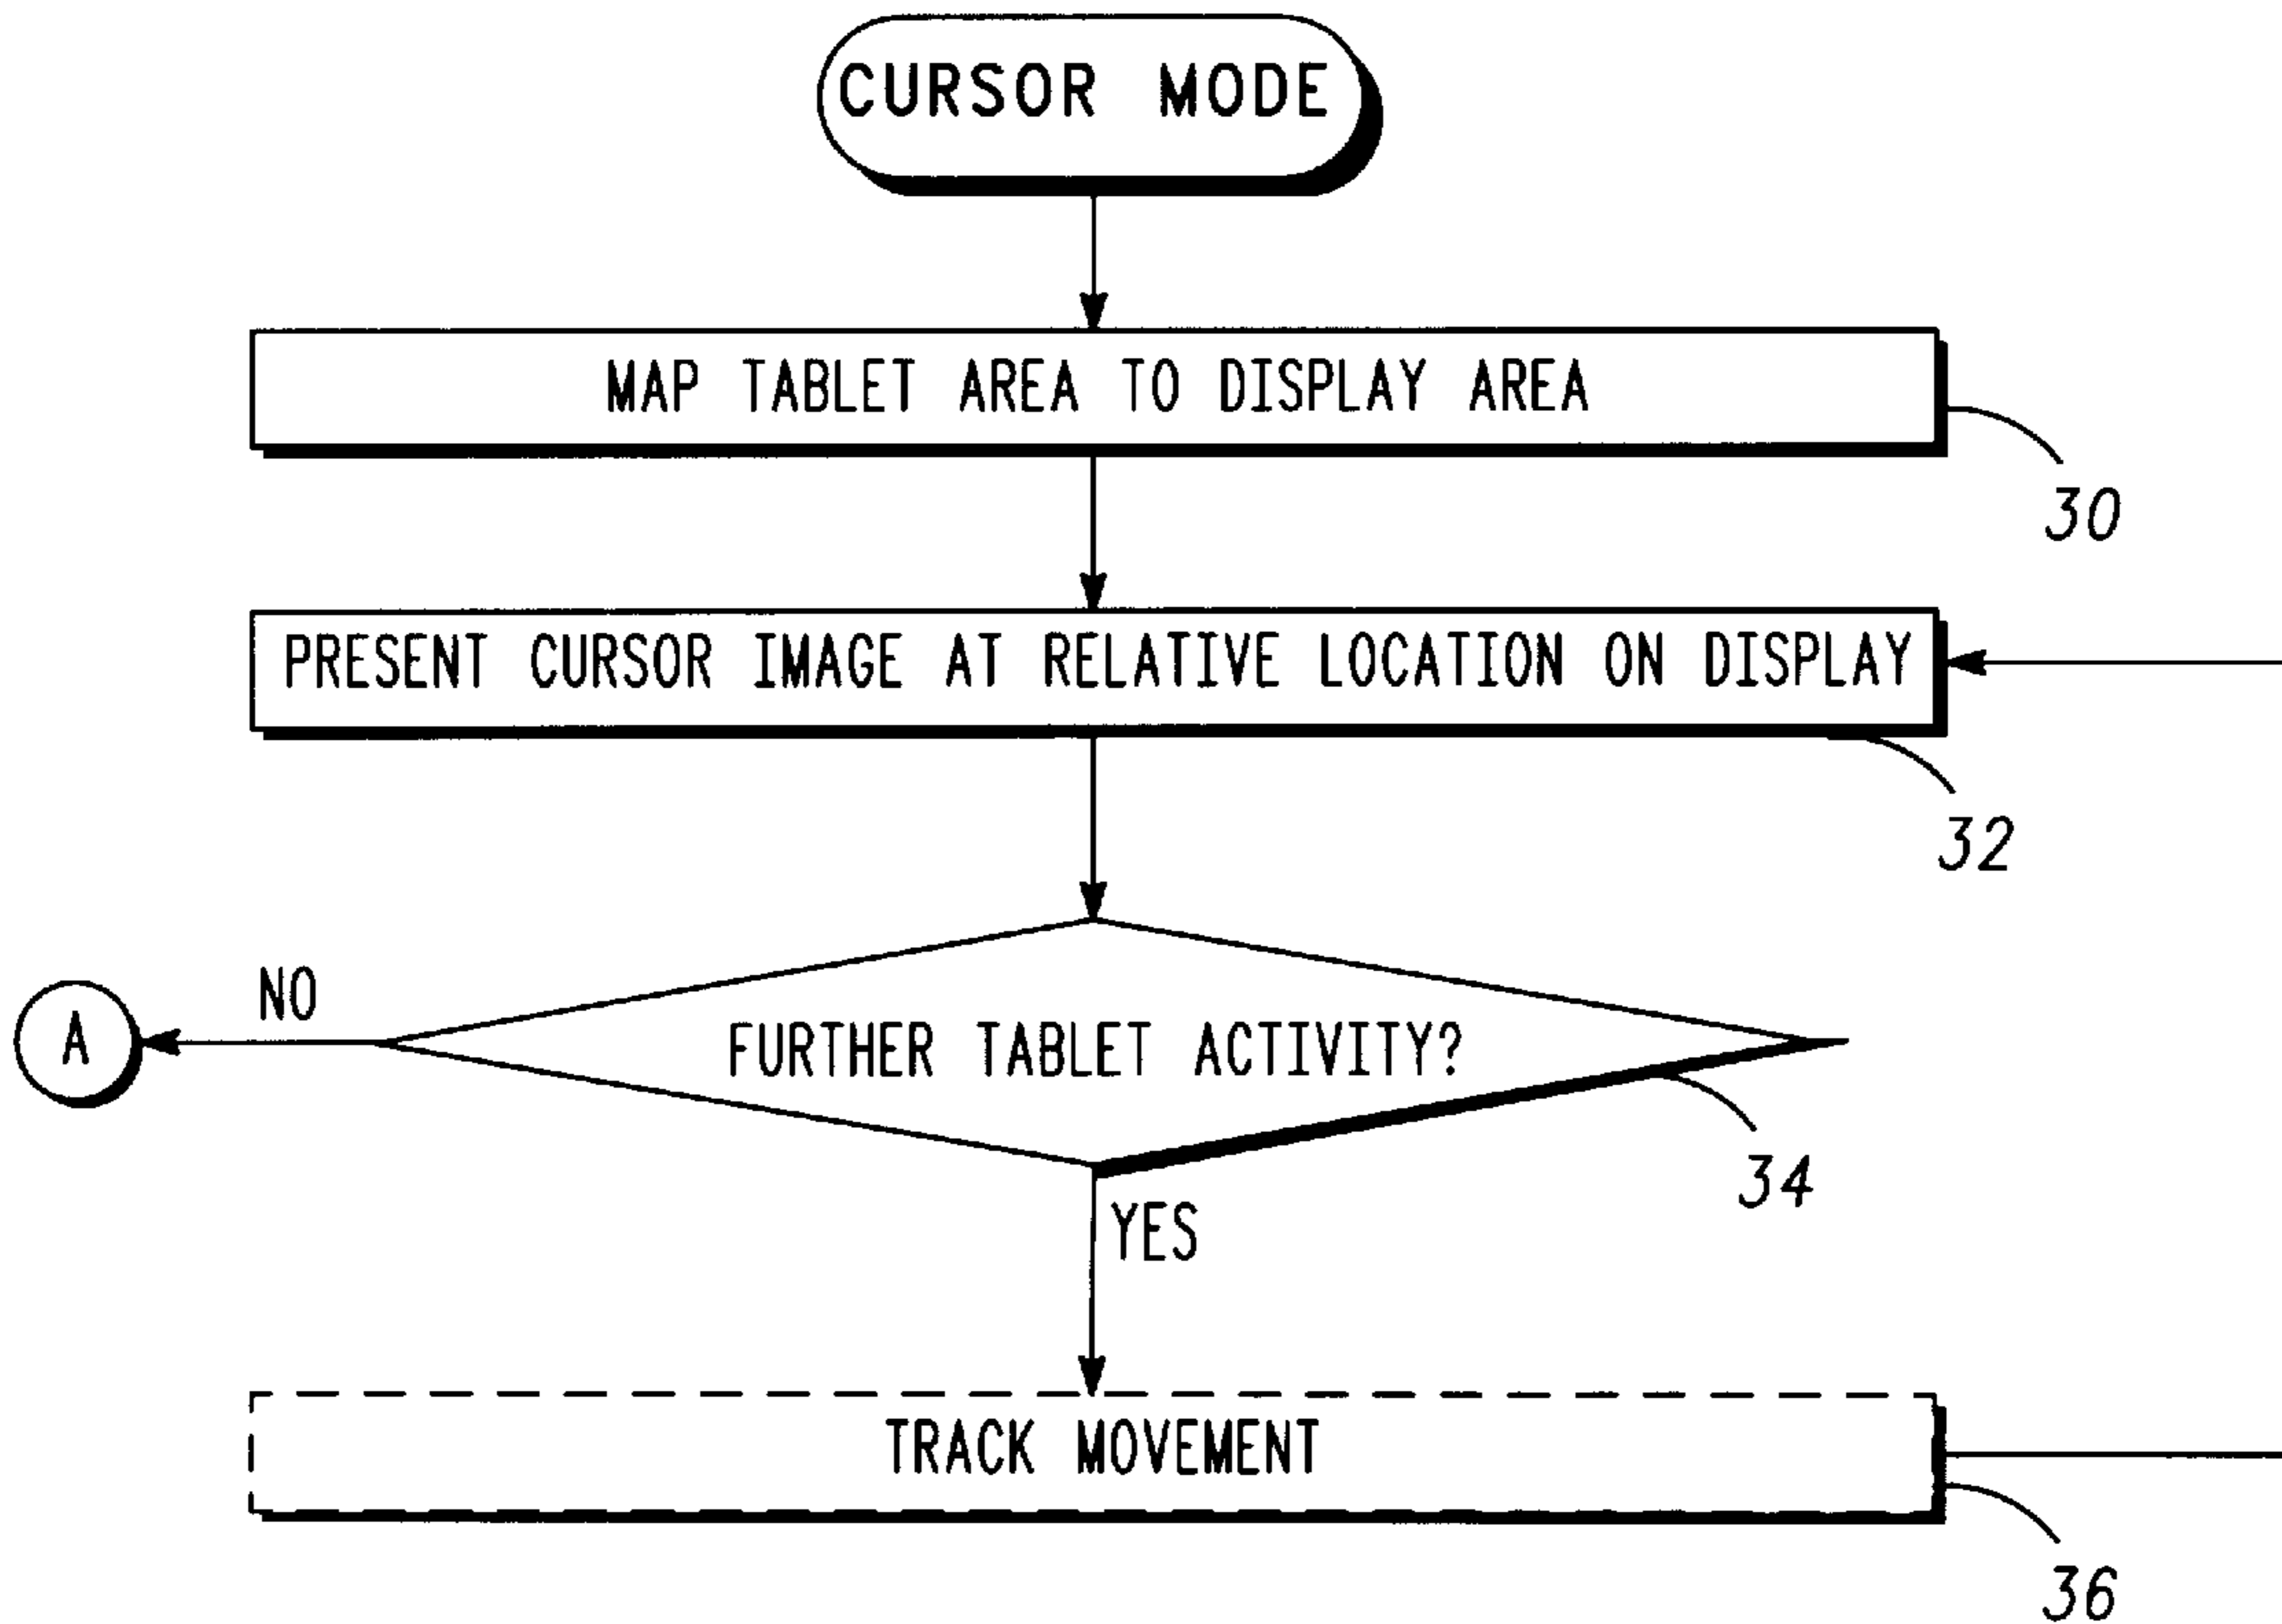 CURSOR MODE
MAP TABLET AREA TO DISPLAY AREA
30
PRESENT CURSOR IMAGE AT RELATIVE LOCATION ON DISPLAY
32
NO
A
FURTHER TABLET ACTIVITY?
34
YES
TRACK MOVEMENT
36